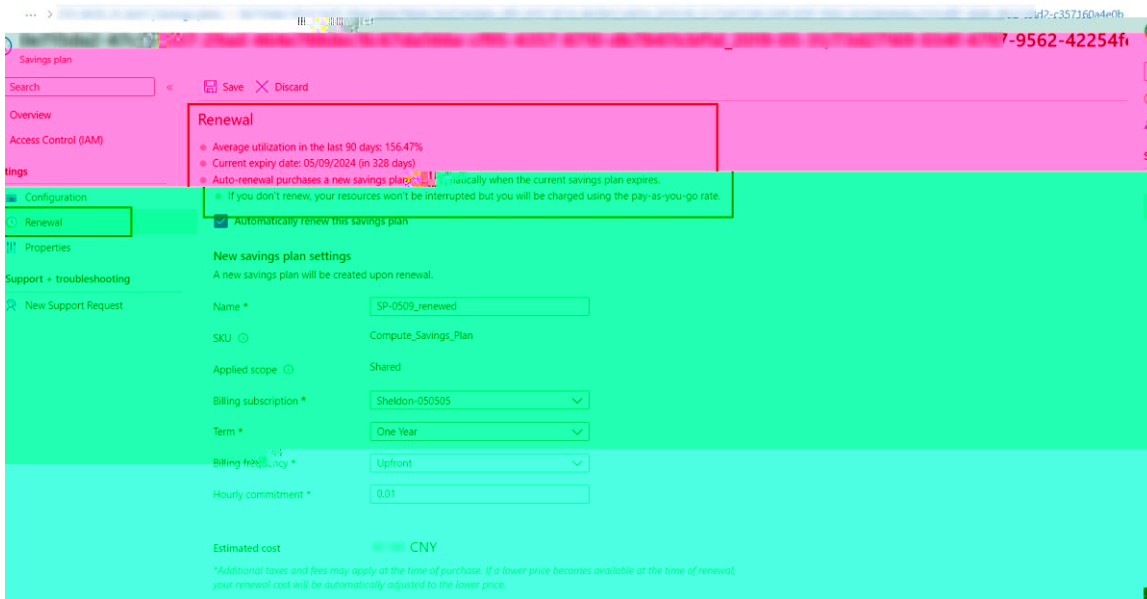 ... >
d2-c357160a4e0b
7-9562-42254f
Savings plan
Search «
Save Discard
Overview
Access Control (IAM)
Renewal
Average utilization in the last 90 days: 156.47%
Current expiry date: 05/09/2024 (in 328 days)
ttings
Auto-renewal purchases a new savings plan matically when the current savings plan expires.
If you don't renew, your resources won't be interrupted but you will be charged using the pay-as-you-go rate.
Configuration
Renewal
Automatically renew this savings plan
Properties
New savings plan settings
A new savings plan will be created upon renewal.
Support + troubleshooting
New Support Request
Name * SP-0509_renewed
SKU Compute_Savings_Plan
Applied scope Shared
Billing subscription * Sheldon-050505
Term * One Year
Billing frequency * Upfront
Hourly commitment * 0.01
Estimated cost CNY
*Additional taxes and fees may apply at the time of purchase. If a lower price becomes available at the time of renewal,
your renewal cost will be automatically adjusted to the lower price.